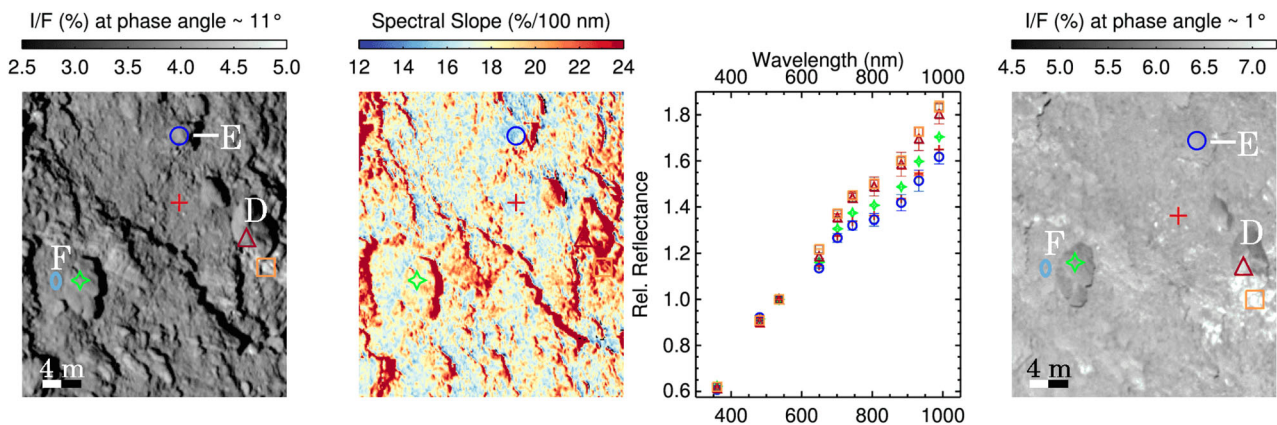 I/F (%) at phase angle ~ 11°
2.5 3.0 3.5 4.0 4.5 5.0
E
D
F
4 m
Spectral Slope (%/100 nm)
12 14 16 18 20 22 24
Wavelength (nm)
400 600 800 1000
Rel. Reflectance
1.8
1.6
1.4
1.2
1.0
0.8
0.6
400 600 800 1000
I/F (%) at phase angle ~ 1°
4.5 5.0 5.5 6.0 6.5 7.0
E
D
F
4 m